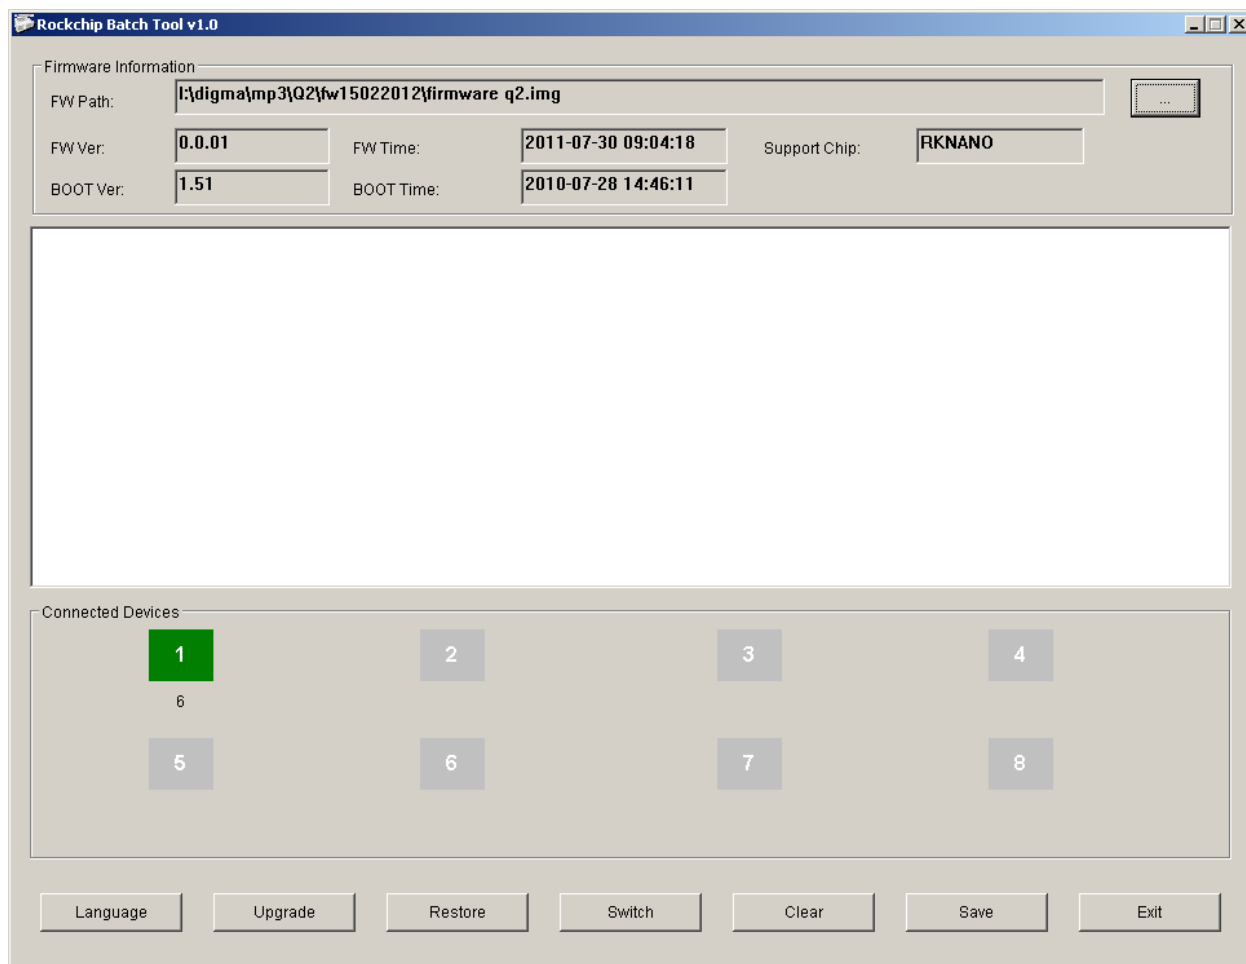 Rockchip Batch Tool v1.0
Firmware Information
FW Path: I:\digma\mp3\Q2\fw15022012\firmware q2.img ...
FW Ver: 0.0.01 FW Time: 2011-07-30 09:04:18 Support Chip: RKNANO
BOOT Ver: 1.51 BOOT Time: 2010-07-28 14:46:11
Connected Devices
1 2 3 4
6
5 6 7 8
Language Upgrade Restore Switch Clear Save Exit